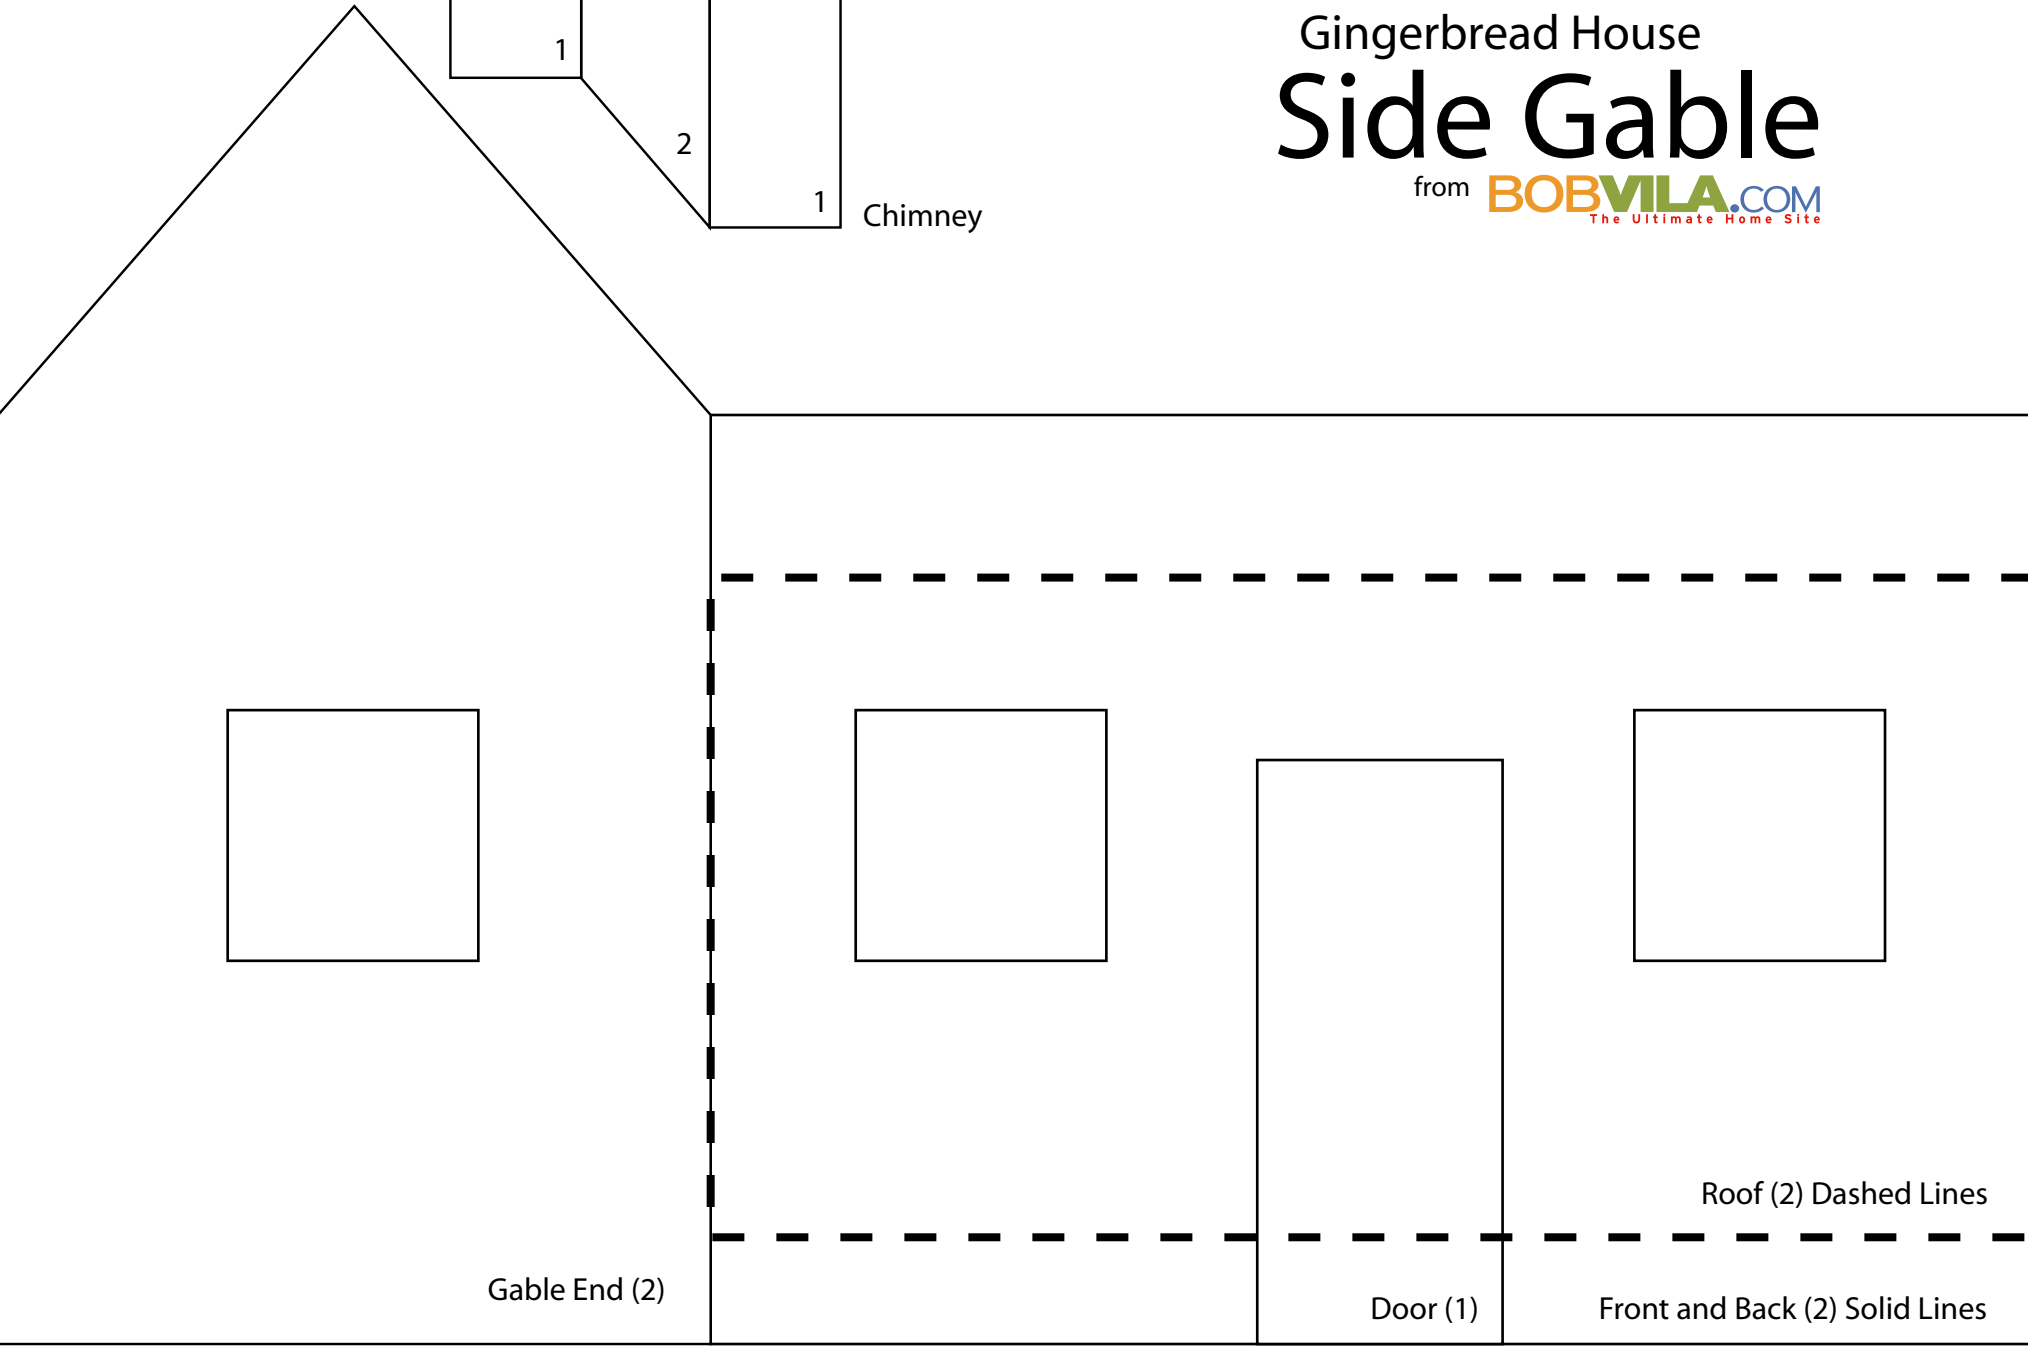 Gingerbread House
Side Gable
from BOBVILA.COM
The Ultimate Home Site
1
2
1
Chimney
Roof (2) Dashed Lines
Gable End (2)
Door (1)
Front and Back (2) Solid Lines